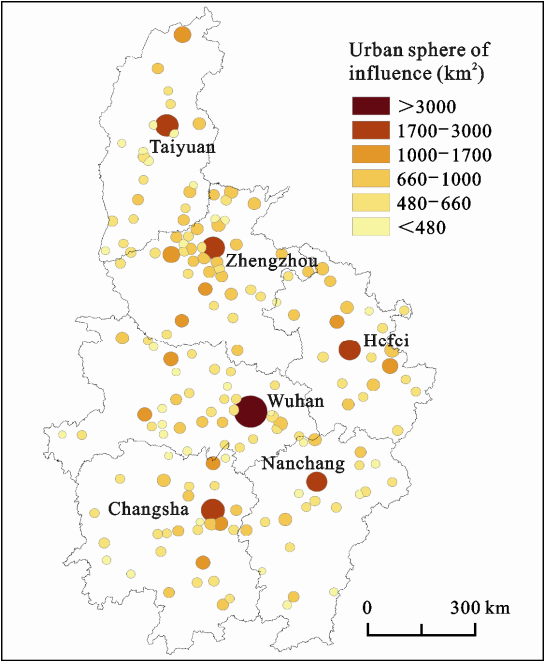 Urban sphere of
influence (km²)
>3000
1700−3000
1000−1700
660−1000
480−660
<480
Taiyuan
Zhengzhou
Hcfci
Wuhan
Nanchang
Changsha
0 300 km